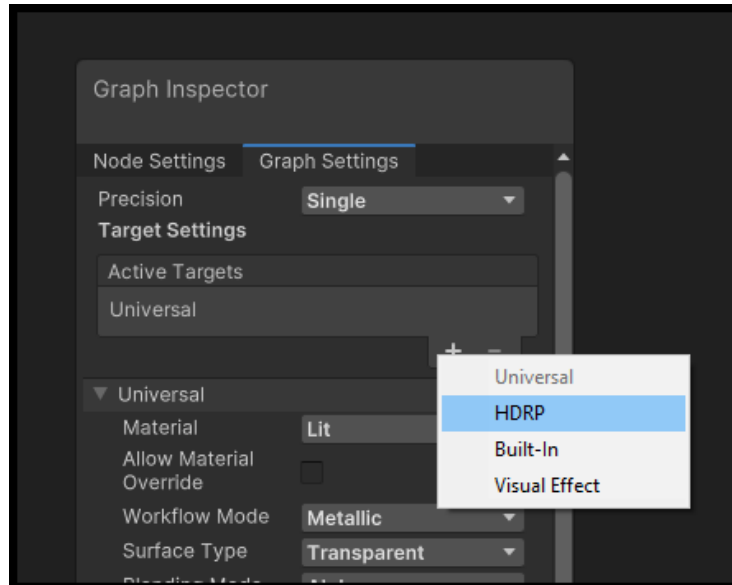 Graph Inspector
Node Settings Graph Settings
Precision Single
Target Settings
Active Targets
Universal
+ -
Universal
Universal
HDRP
Built-In
Visual Effect
Material Lit
Allow Material
Override
Workflow Mode Metallic
Surface Type Transparent